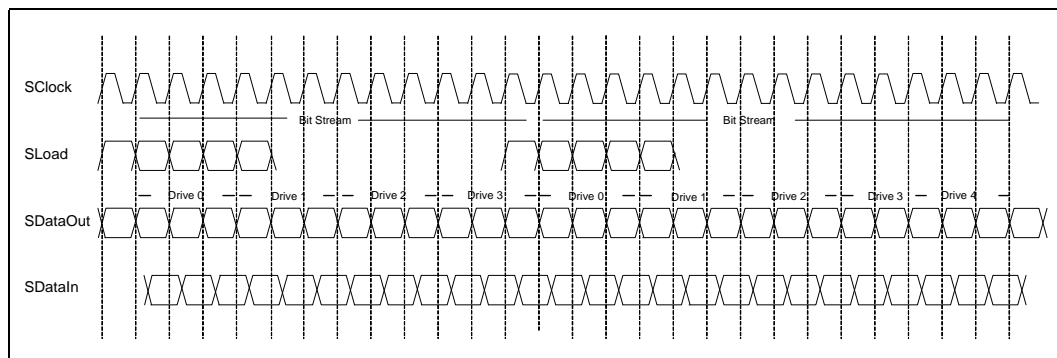 SClock
Bit Stream Bit Stream
SLoad
Drive 0 Drive 1 Drive 2 Drive 3 Drive 0 Drive 1 Drive 2 Drive 3 Drive 4
SDataOut
SDataIn